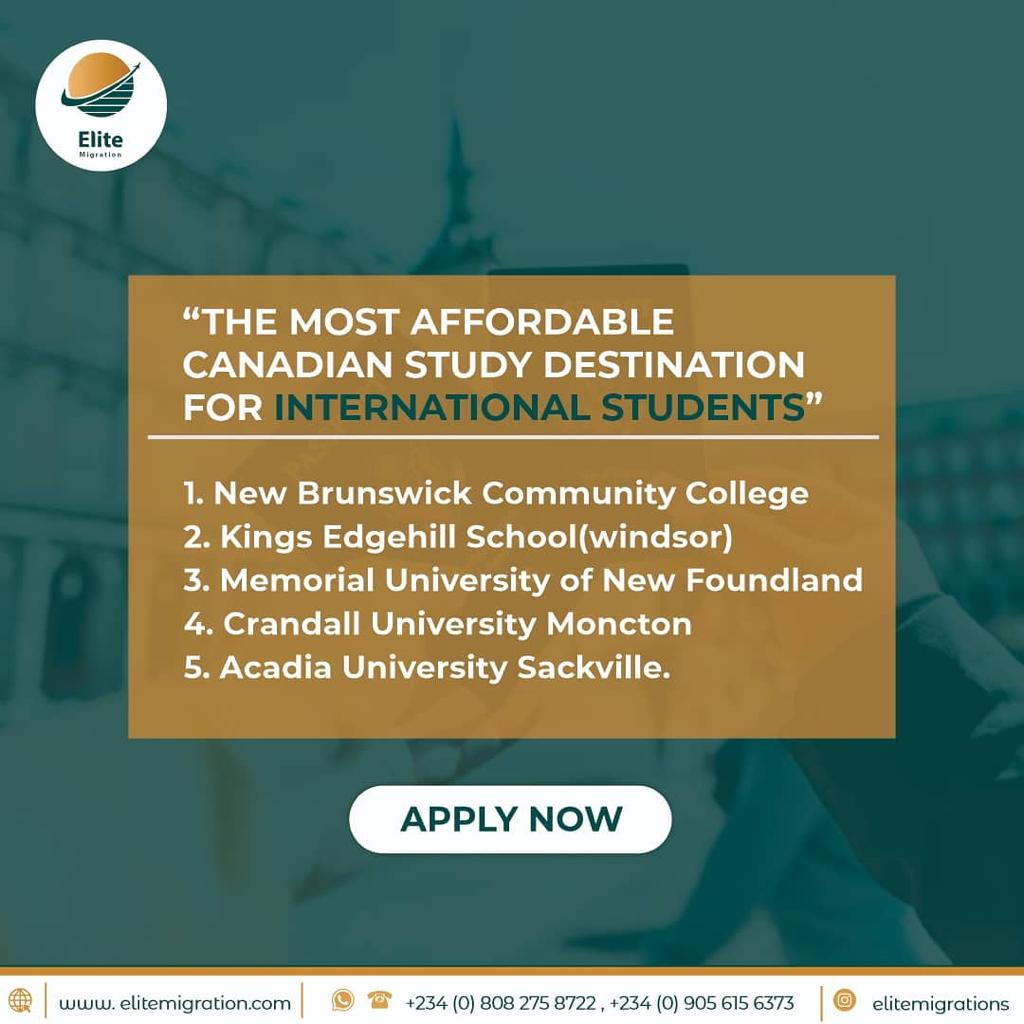 Elite
Migration
“THE MOST AFFORDABLE
CANADIAN STUDY DESTINATION
FOR INTERNATIONAL STUDENTS”
1. New Brunswick Community College
2. Kings Edgehill School(windsor)
3. Memorial University of New Foundland
4. Crandall University Moncton
5. Acadia University Sackville.
APPLY NOW
www. elitemigration.com
+234 (0) 808 275 8722 , +234 (0) 905 615 6373
elitemigrations